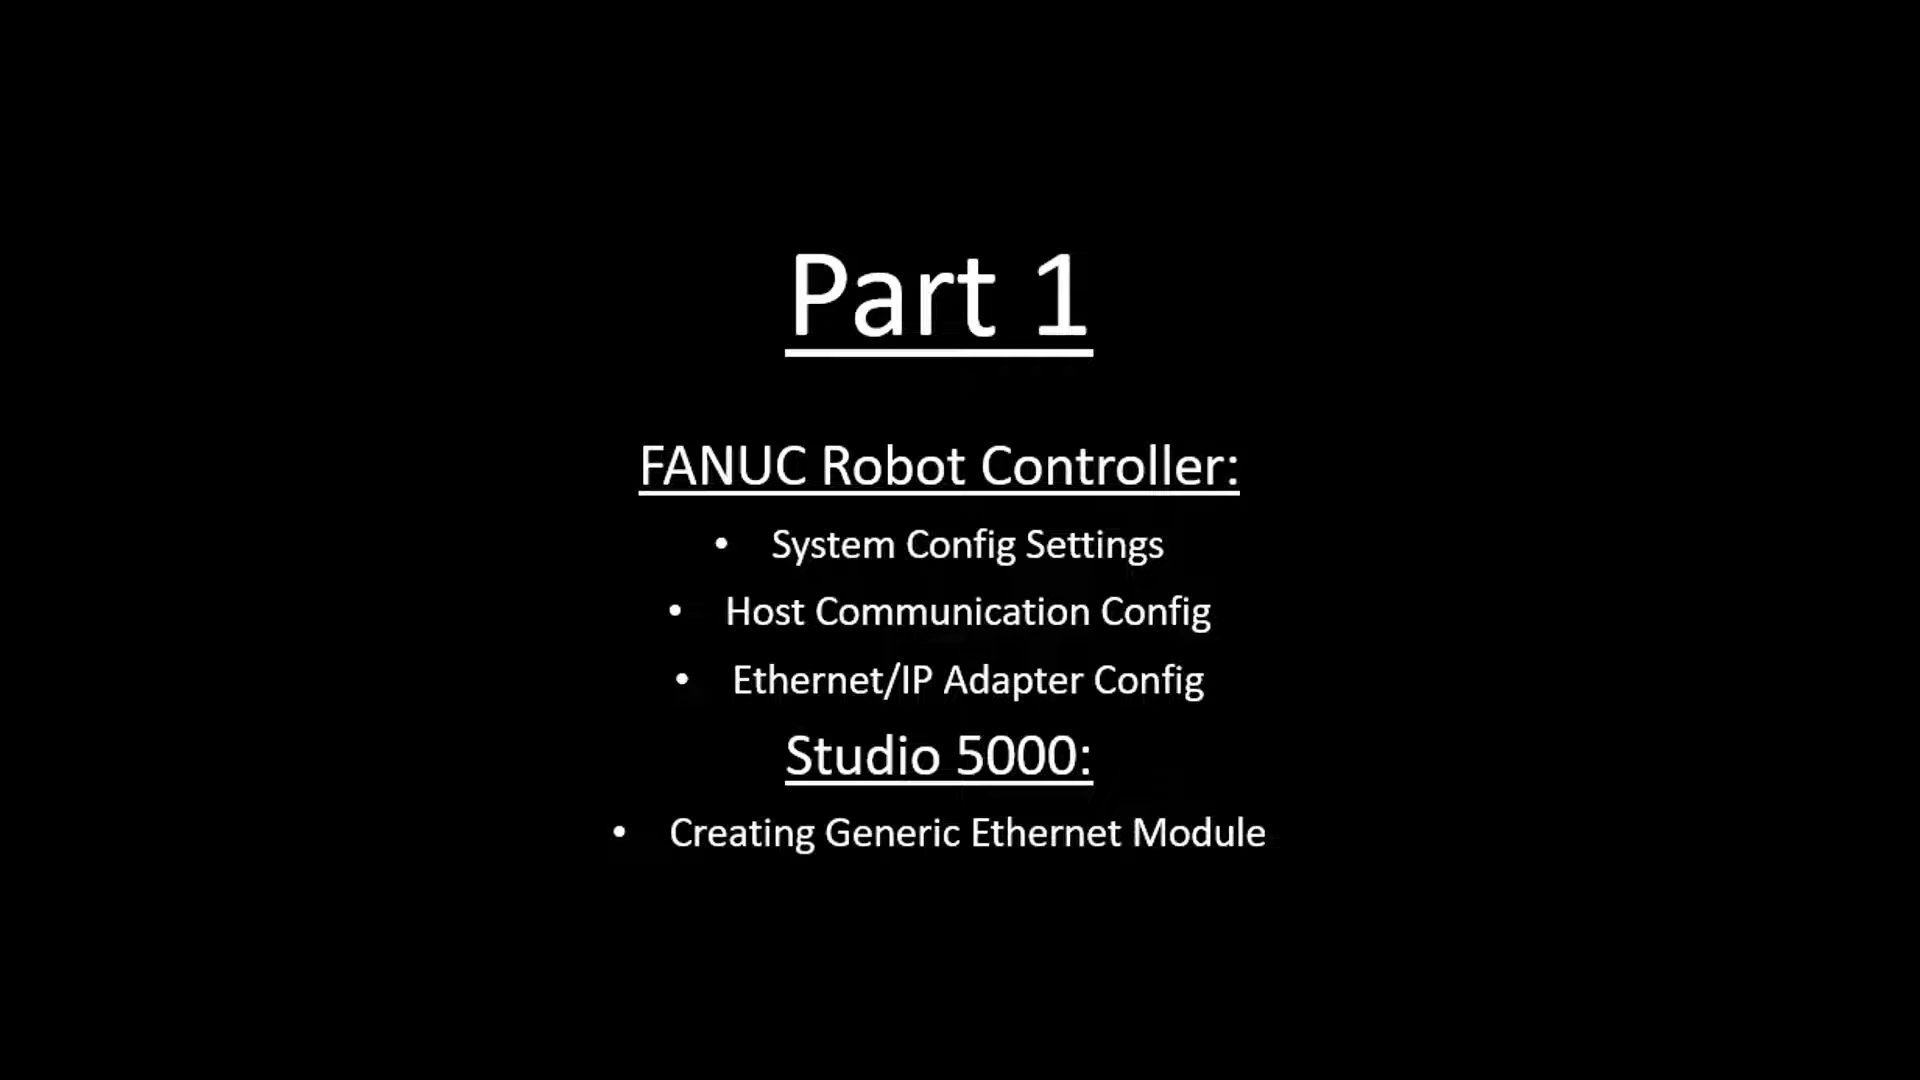 Part 1
FANUC Robot Controller:
• System Config Settings
• Host Communication Config
• Ethernet/IP Adapter Config
Studio 5000:
• Creating Generic Ethernet Module